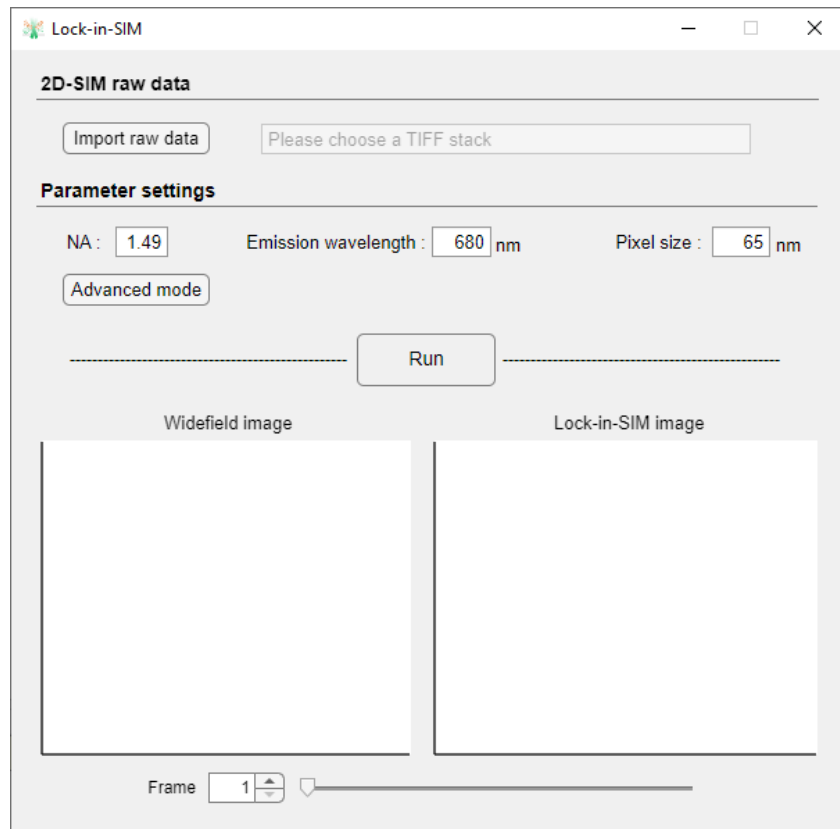 Lock-in-SIM
2D-SIM raw data
Import raw data Please choose a TIFF stack
Parameter settings
NA : 1.49 Emission wavelength : 680 nm Pixel size : 65 nm
Advanced mode
Run
Widefield image Lock-in-SIM image
Frame 1